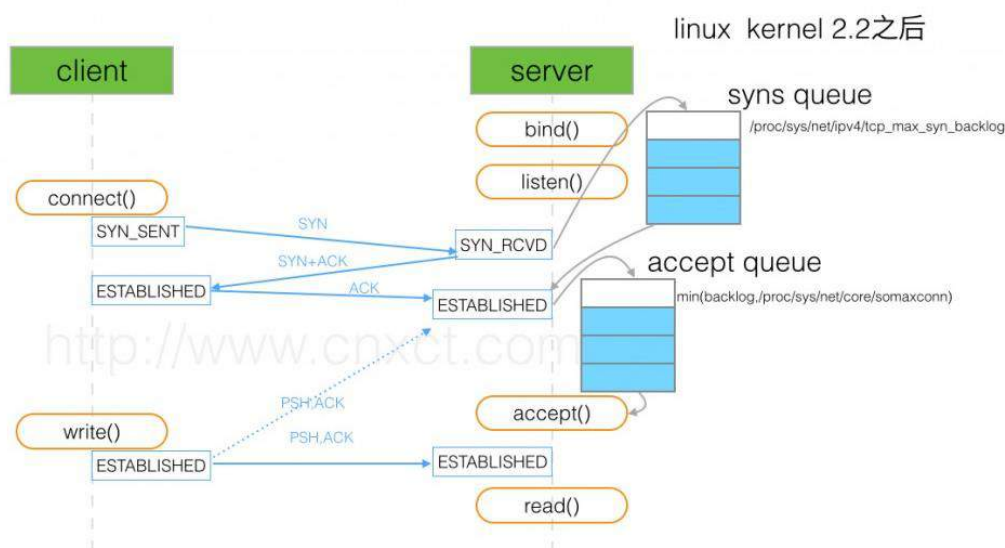 linux kernel 2.2之后
client
server
syns queue
bind()
/proc/sys/net/ipv4/tcp_max_syn_backlog
listen()
connect()
SYN
SYN_SENT
SYN_RCVD
SYN+ACK
accept queue
ESTABLISHED
ACK
ESTABLISHED
min(backlog,/proc/sys/net/core/somaxconn)
http://www.cnxct.com
PSH,ACK
accept()
write()
PSH,ACK
ESTABLISHED
ESTABLISHED
read()